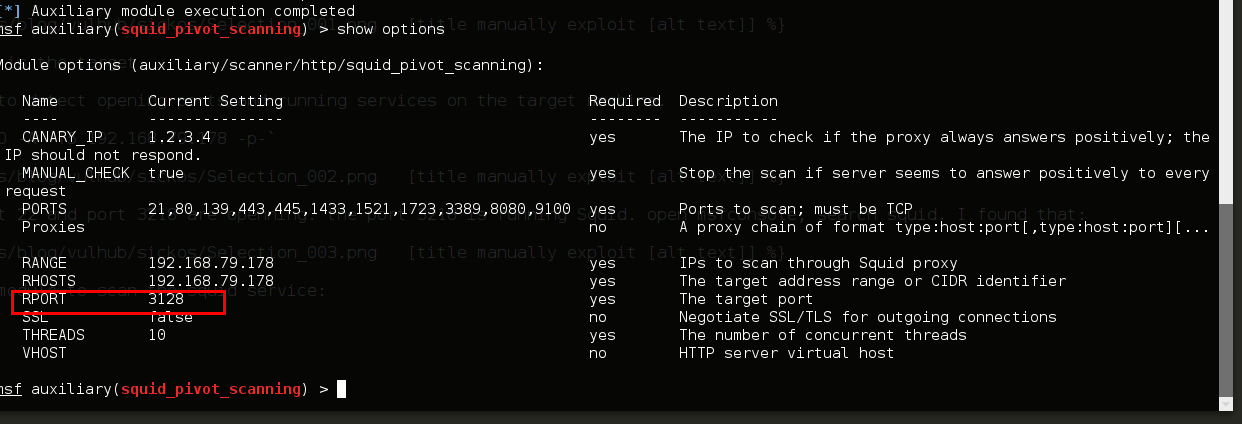 [*] Auxiliary module execution completed
msf auxiliary(squid_pivot_scanning) > show options
Module options (auxiliary/scanner/http/squid_pivot_scanning):
Name Current Setting Required Description
---- --------------- -------- -----------
CANARY_IP 1.2.3.4 yes The IP to check if the proxy always answers positively; the
IP should not respond.
MANUAL_CHECK true yes Stop the scan if server seems to answer positively to every
request
PORTS 21,80,139,443,445,1433,1521,1723,3389,8080,9100 yes Ports to scan; must be TCP
Proxies no A proxy chain of format type:host:port[,type:host:port][...
RANGE 192.168.79.178 yes IPs to scan through Squid proxy
RHOSTS 192.168.79.178 yes The target address range or CIDR identifier
RPORT 3128 yes The target port
SSL false no Negotiate SSL/TLS for outgoing connections
THREADS 10 yes The number of concurrent threads
VHOST no HTTP server virtual host
msf auxiliary(squid_pivot_scanning) >